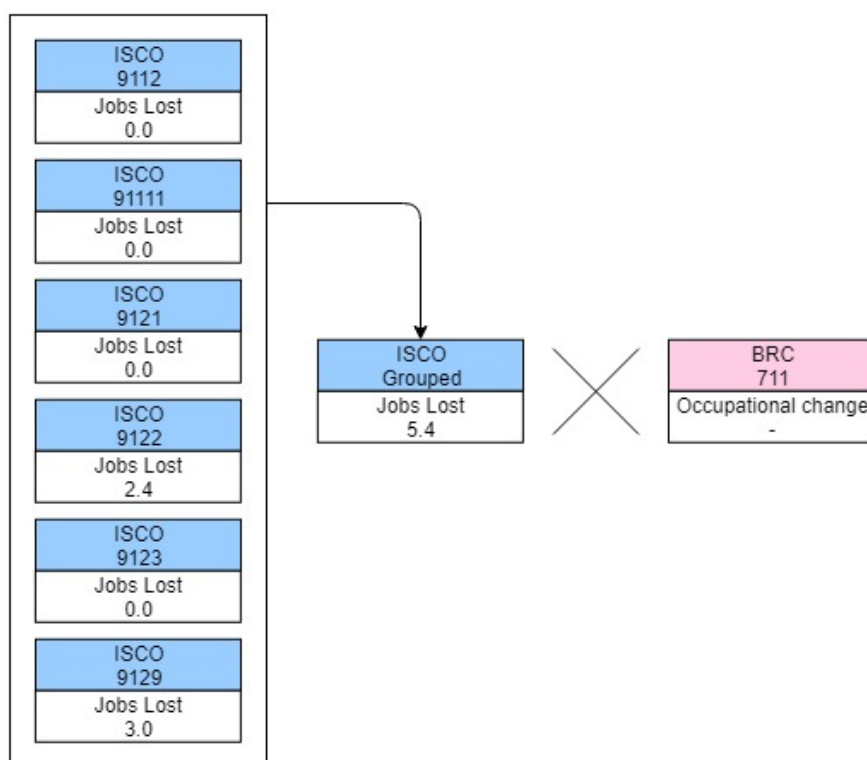 ISCO
9112
Jobs Lost
0.0
ISCO
91111
Jobs Lost
0.0
ISCO
9121
Jobs Lost
0.0
ISCO
9122
Jobs Lost
2.4
ISCO
9123
Jobs Lost
0.0
ISCO
9129
Jobs Lost
3.0
ISCO
Grouped
Jobs Lost
5.4
BRC
711
Occupational change
-